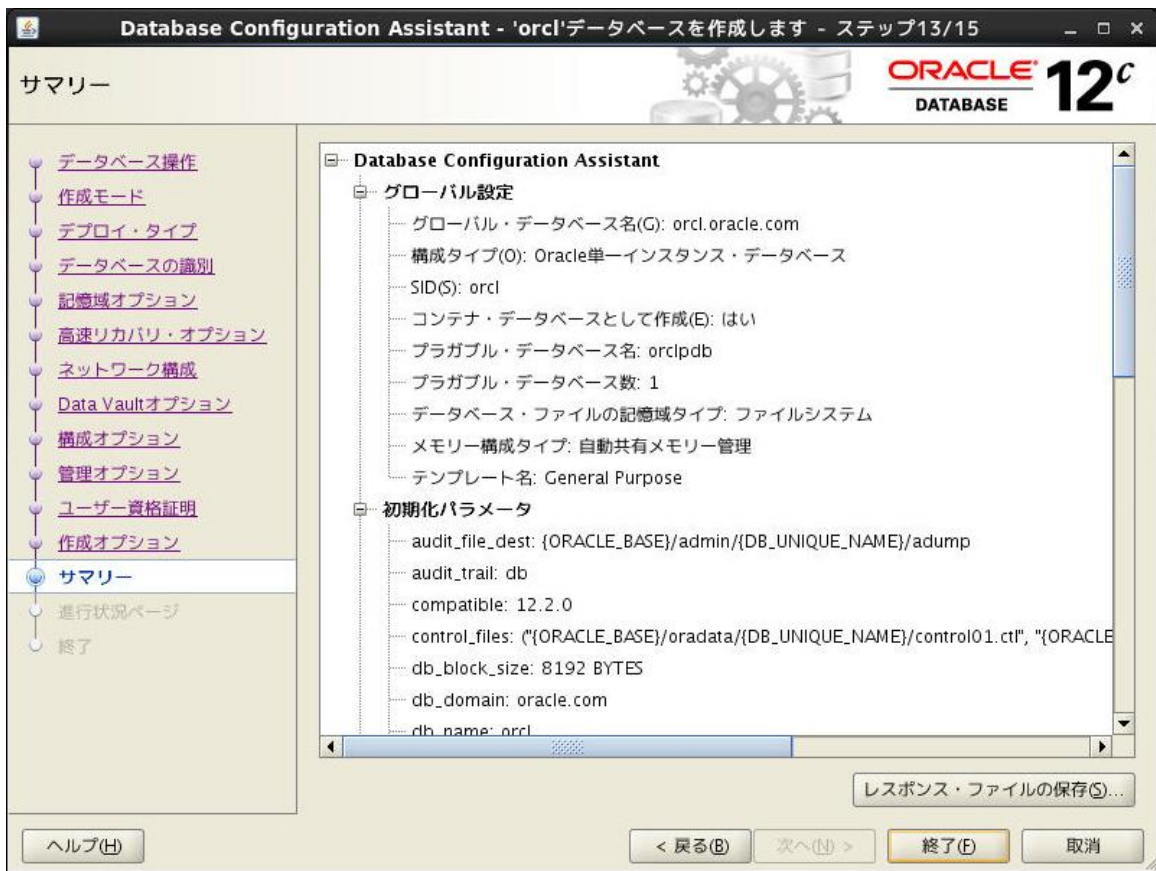 Database Configuration Assistant - 'orcl'データベースを作成します - ステップ13/15
サマリー
ORACLE
DATABASE
12c
データベース操作
作成モード
デプロイ・タイプ
データベースの識別
記憶域オプション
高速リカバリ・オプション
ネットワーク構成
Data Vaultオプション
構成オプション
管理オプション
ユーザー資格証明
作成オプション
サマリー
進行状況ページ
終了
Database Configuration Assistant
グローバル設定
グローバル・データベース名(G): orcl.oracle.com
構成タイプ(O): Oracle単一インスタンス・データベース
SID(S): orcl
コンテナ・データベースとして作成(E): はい
プラガブル・データベース名: orclpdb
プラガブル・データベース数: 1
データベース・ファイルの記憶域タイプ: ファイルシステム
メモリー構成タイプ: 自動共有メモリー管理
テンプレート名: General Purpose
初期化パラメータ
audit_file_dest: {ORACLE_BASE}/admin/{DB_UNIQUE_NAME}/adump
audit_trail: db
compatible: 12.2.0
control_files: ("{ORACLE_BASE}/oradata/{DB_UNIQUE_NAME}/control01.ctl", "{ORACLE
db_block_size: 8192 BYTES
db_domain: oracle.com
db_name: orcl
レスポンス・ファイルの保存(S)...
ヘルプ(H)
< 戻る(B)
次へ(N) >
終了(F)
取消